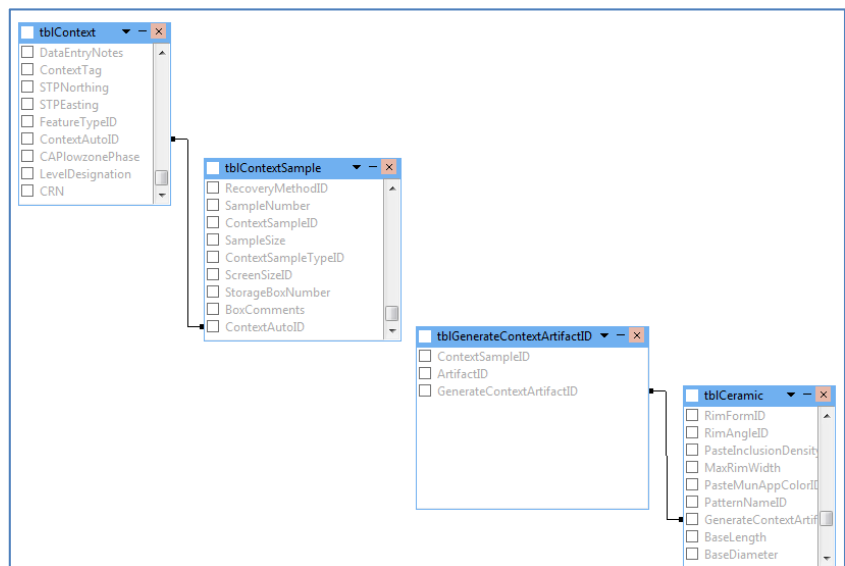 tblContext
DataEntryNotes
ContextTag
STPNorthing
STPEasting
FeatureTypeID
ContextAutoID
CAPlowzonePhase
LevelDesignation
CRN
tblContextSample
RecoveryMethodID
SampleNumber
ContextSampleID
SampleSize
ContextSampleTypeID
ScreenSizeID
StorageBoxNumber
BoxComments
ContextAutoID
tblGenerateContextArtifactID
ContextSampleID
ArtifactID
GenerateContextArtifactID
tblCeramic
RimFormID
RimAngleID
PasteInclusionDensity
MaxRimWidth
PasteMunAppColorID
PatternNameID
GenerateContextArtif
BaseLength
BaseDiameter